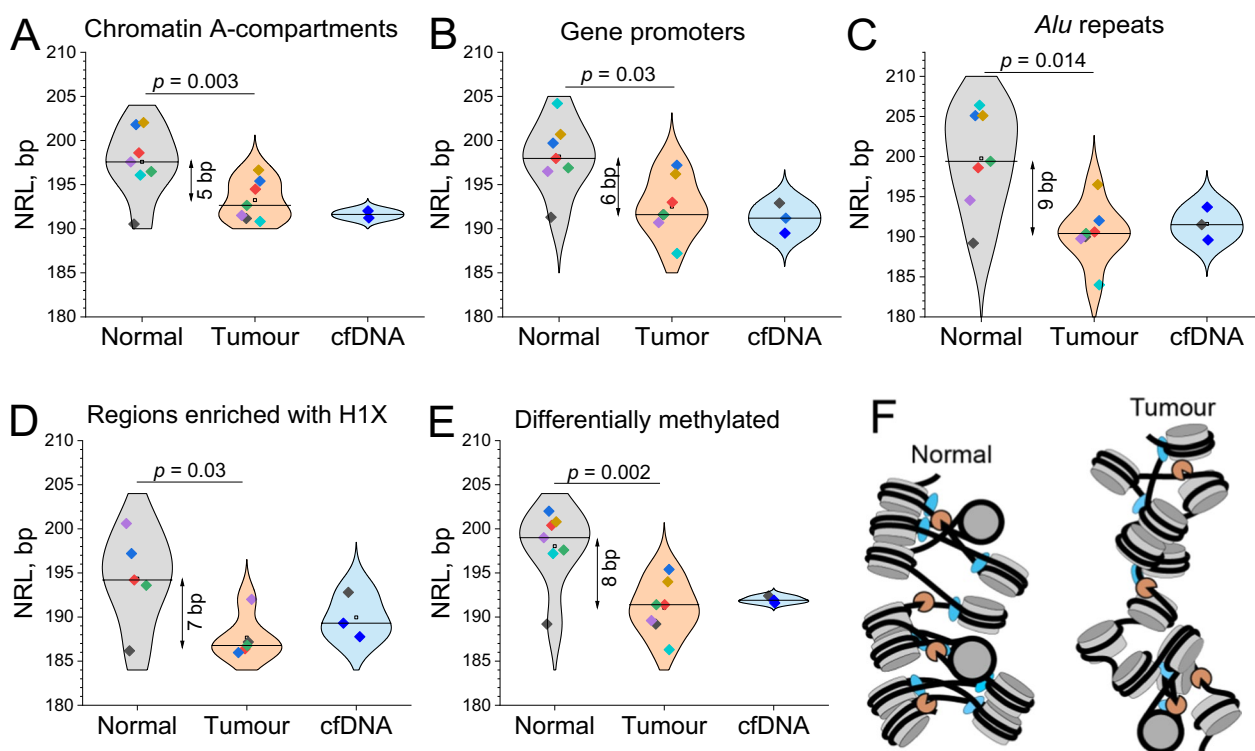 A
Chromatin A-compartments
NRL, bp
210
205
200
195
190
185
180
p = 0.003
5 bp
Normal
Tumour
cfDNA
B
Gene promoters
NRL, bp
210
205
200
195
190
185
180
p = 0.03
6 bp
Normal
Tumor
cfDNA
C
Alu repeats
NRL, bp
210
205
200
195
190
185
180
p = 0.014
9 bp
Normal
Tumour
cfDNA
D
Regions enriched with H1X
NRL, bp
210
205
200
195
190
185
180
p = 0.03
7 bp
Normal
Tumour
cfDNA
E
Differentially methylated
NRL, bp
210
205
200
195
190
185
180
p = 0.002
8 bp
Normal
Tumour
cfDNA
F
Normal
Tumour